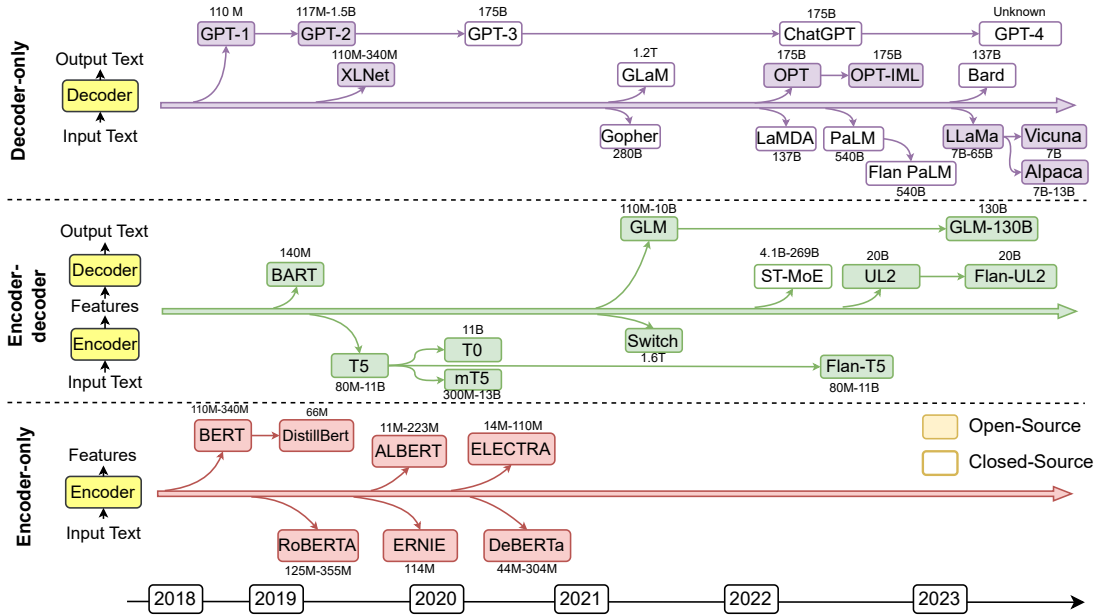 Decoder-only
Output Text
Decoder
Input Text
110 M
GPT-1
117M-1.5B
GPT-2
175B
GPT-3
175B
ChatGPT
Unknown
GPT-4
110M-340M
XLNet
1.2T
GLaM
175B
OPT
175B
OPT-IML
137B
Bard
Gopher
280B
LaMDA
137B
PaLM
540B
Flan PaLM
540B
LLaMa
7B-65B
Vicuna
7B
Alpaca
7B-13B
Encoder-
decoder
Output Text
Decoder
Features
Encoder
Input Text
110M-10B
GLM
130B
GLM-130B
140M
BART
4.1B-269B
ST-MoE
20B
UL2
20B
Flan-UL2
Switch
1.6T
T5
80M-11B
11B
T0
mT5
300M-13B
Flan-T5
80M-11B
Encoder-only
Features
Encoder
Input Text
110M-340M
BERT
66M
DistillBert
11M-223M
ALBERT
14M-110M
ELECTRA
RoBERTA
125M-355M
ERNIE
114M
DeBERTa
44M-304M
Open-Source
Closed-Source
2018
2019
2020
2021
2022
2023